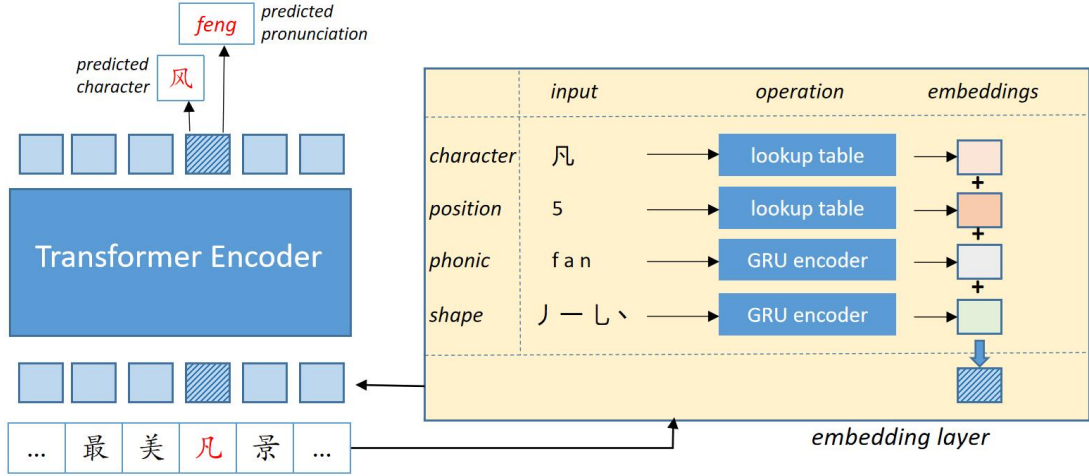 feng
predicted
pronunciation
predicted
character
风
Transformer Encoder
... 最 美 凡 景 ...
input operation embeddings
character 凡 lookup table
+
position 5 lookup table
+
phonic f a n GRU encoder
+
shape 丿 一 乚 丶 GRU encoder
embedding layer